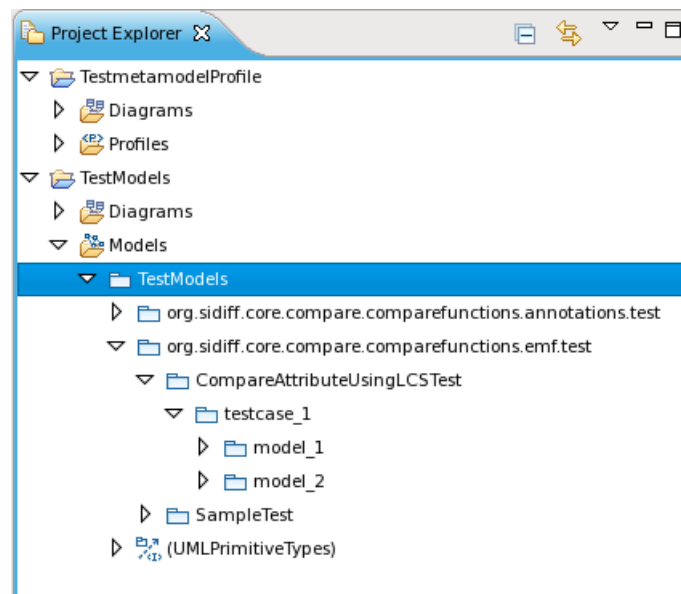 Project Explorer
TestmetamodelProfile
Diagrams
Profiles
TestModels
Diagrams
Models
TestModels
org.sidiff.core.compare.comparefunctions.annotations.test
org.sidiff.core.compare.comparefunctions.emf.test
CompareAttributeUsingLCSTest
testcase_1
model_1
model_2
SampleTest
(UMLPrimitiveTypes)